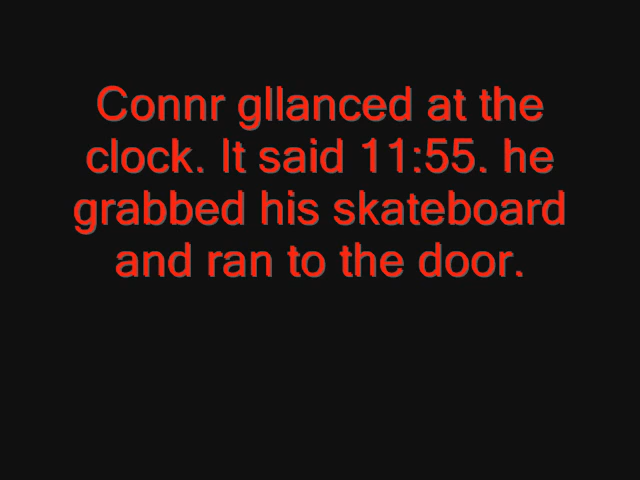 Connr gllanced at the
clock. It said 11:55. he
grabbed his skateboard
and ran to the door.